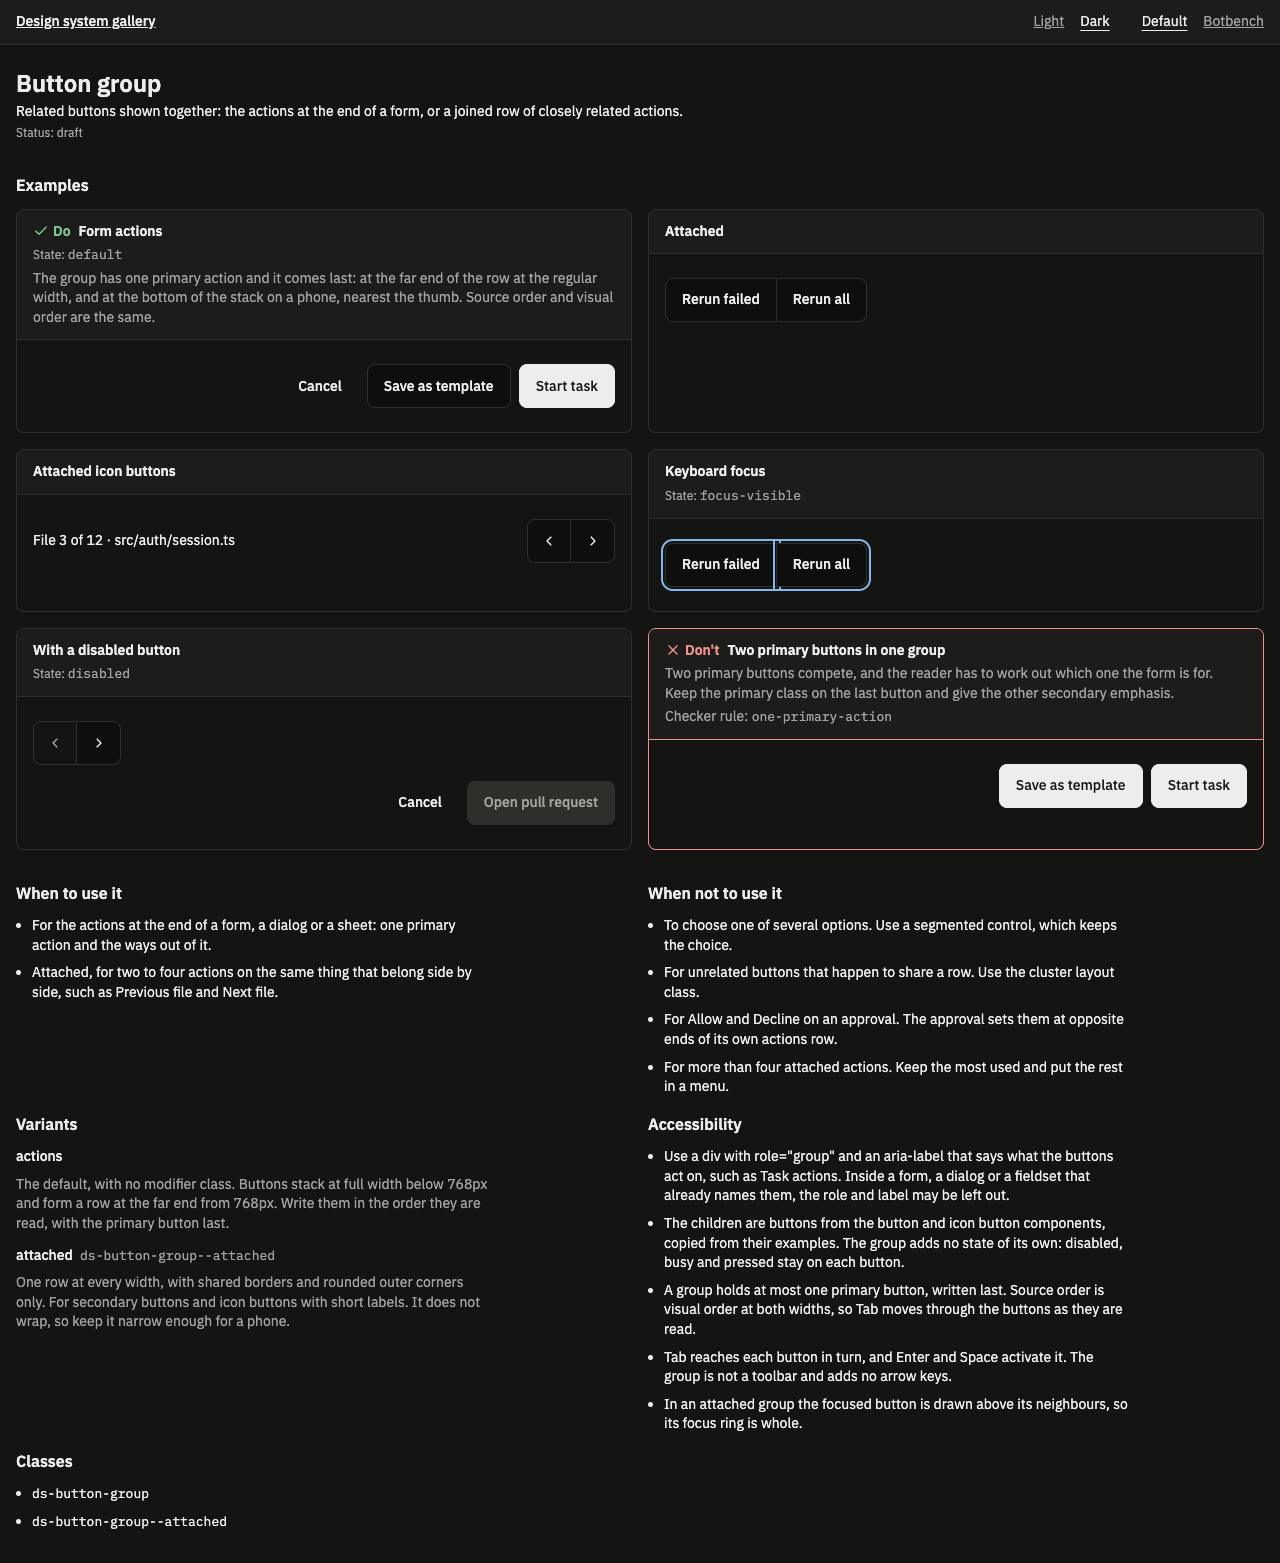 Design system gallery
Light Dark Default Botbench
Button group
Related buttons shown together: the actions at the end of a form, or a joined row of closely related actions.
Status: draft
Examples
Do Form actions
State: default
The group has one primary action and it comes last: at the far end of the row at the regular
width, and at the bottom of the stack on a phone, nearest the thumb. Source order and visual
order are the same.
Cancel Save as template Start task
Attached
Rerun failed Rerun all
Attached icon buttons
File 3 of 12 · src/auth/session.ts
Keyboard focus
State: focus-visible
Rerun failed Rerun all
With a disabled button
State: disabled
Cancel Open pull request
Don't Two primary buttons in one group
Two primary buttons compete, and the reader has to work out which one the form is for.
Keep the primary class on the last button and give the other secondary emphasis.
Checker rule: one-primary-action
Save as template Start task
When to use it
For the actions at the end of a form, a dialog or a sheet: one primary
action and the ways out of it.
Attached, for two to four actions on the same thing that belong side by
side, such as Previous file and Next file.
When not to use it
To choose one of several options. Use a segmented control, which keeps
the choice.
For unrelated buttons that happen to share a row. Use the cluster layout
class.
For Allow and Decline on an approval. The approval sets them at opposite
ends of its own actions row.
For more than four attached actions. Keep the most used and put the rest
in a menu.
Variants
actions
The default, with no modifier class. Buttons stack at full width below 768px
and form a row at the far end from 768px. Write them in the order they are
read, with the primary button last.
attached ds-button-group--attached
One row at every width, with shared borders and rounded outer corners
only. For secondary buttons and icon buttons with short labels. It does not
wrap, so keep it narrow enough for a phone.
Accessibility
Use a div with role="group" and an aria-label that says what the buttons
act on, such as Task actions. Inside a form, a dialog or a fieldset that
already names them, the role and label may be left out.
The children are buttons from the button and icon button components,
copied from their examples. The group adds no state of its own: disabled,
busy and pressed stay on each button.
A group holds at most one primary button, written last. Source order is
visual order at both widths, so Tab moves through the buttons as they are
read.
Tab reaches each button in turn, and Enter and Space activate it. The
group is not a toolbar and adds no arrow keys.
In an attached group the focused button is drawn above its neighbours, so
its focus ring is whole.
Classes
ds-button-group
ds-button-group--attached